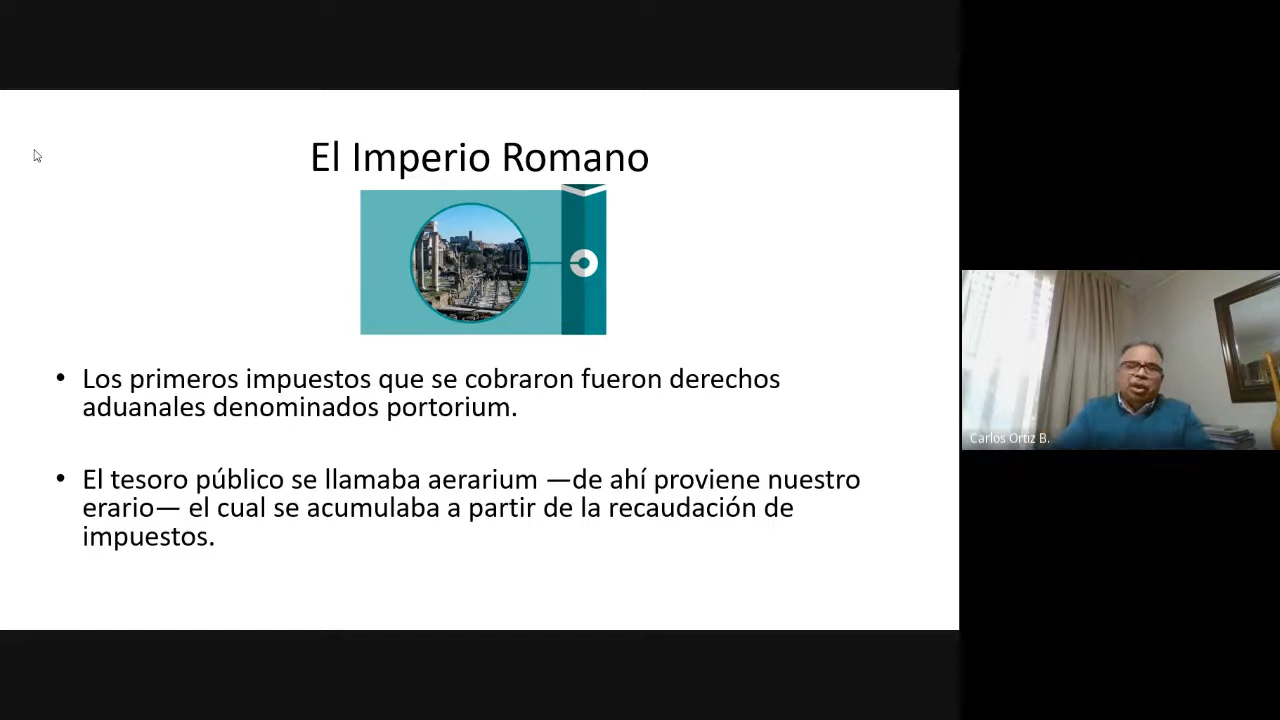 El Imperio Romano
• Los primeros impuestos que se cobraron fueron derechos
aduanales denominados portorium.
• El tesoro público se llamaba aerarium —de ahí proviene nuestro
erario— el cual se acumulaba a partir de la recaudación de
impuestos.
Carlos Ortiz B.